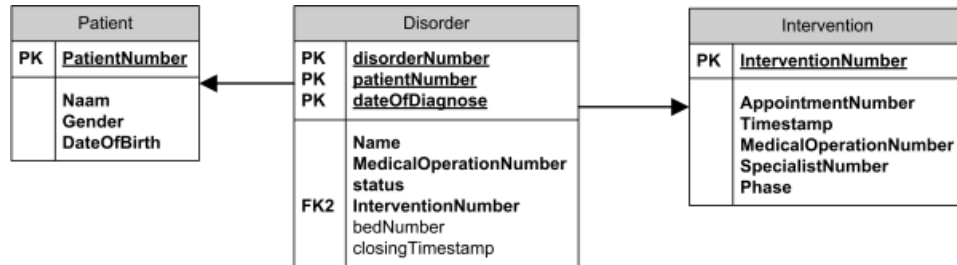 Patient
PK PatientNumber
Naam
Gender
DateOfBirth
Disorder
PK disorderNumber
PK patientNumber
PK dateOfDiagnose
Name
MedicalOperationNumber
status
FK2 InterventionNumber
bedNumber
closingTimestamp
Intervention
PK InterventionNumber
AppointmentNumber
Timestamp
MedicalOperationNumber
SpecialistNumber
Phase